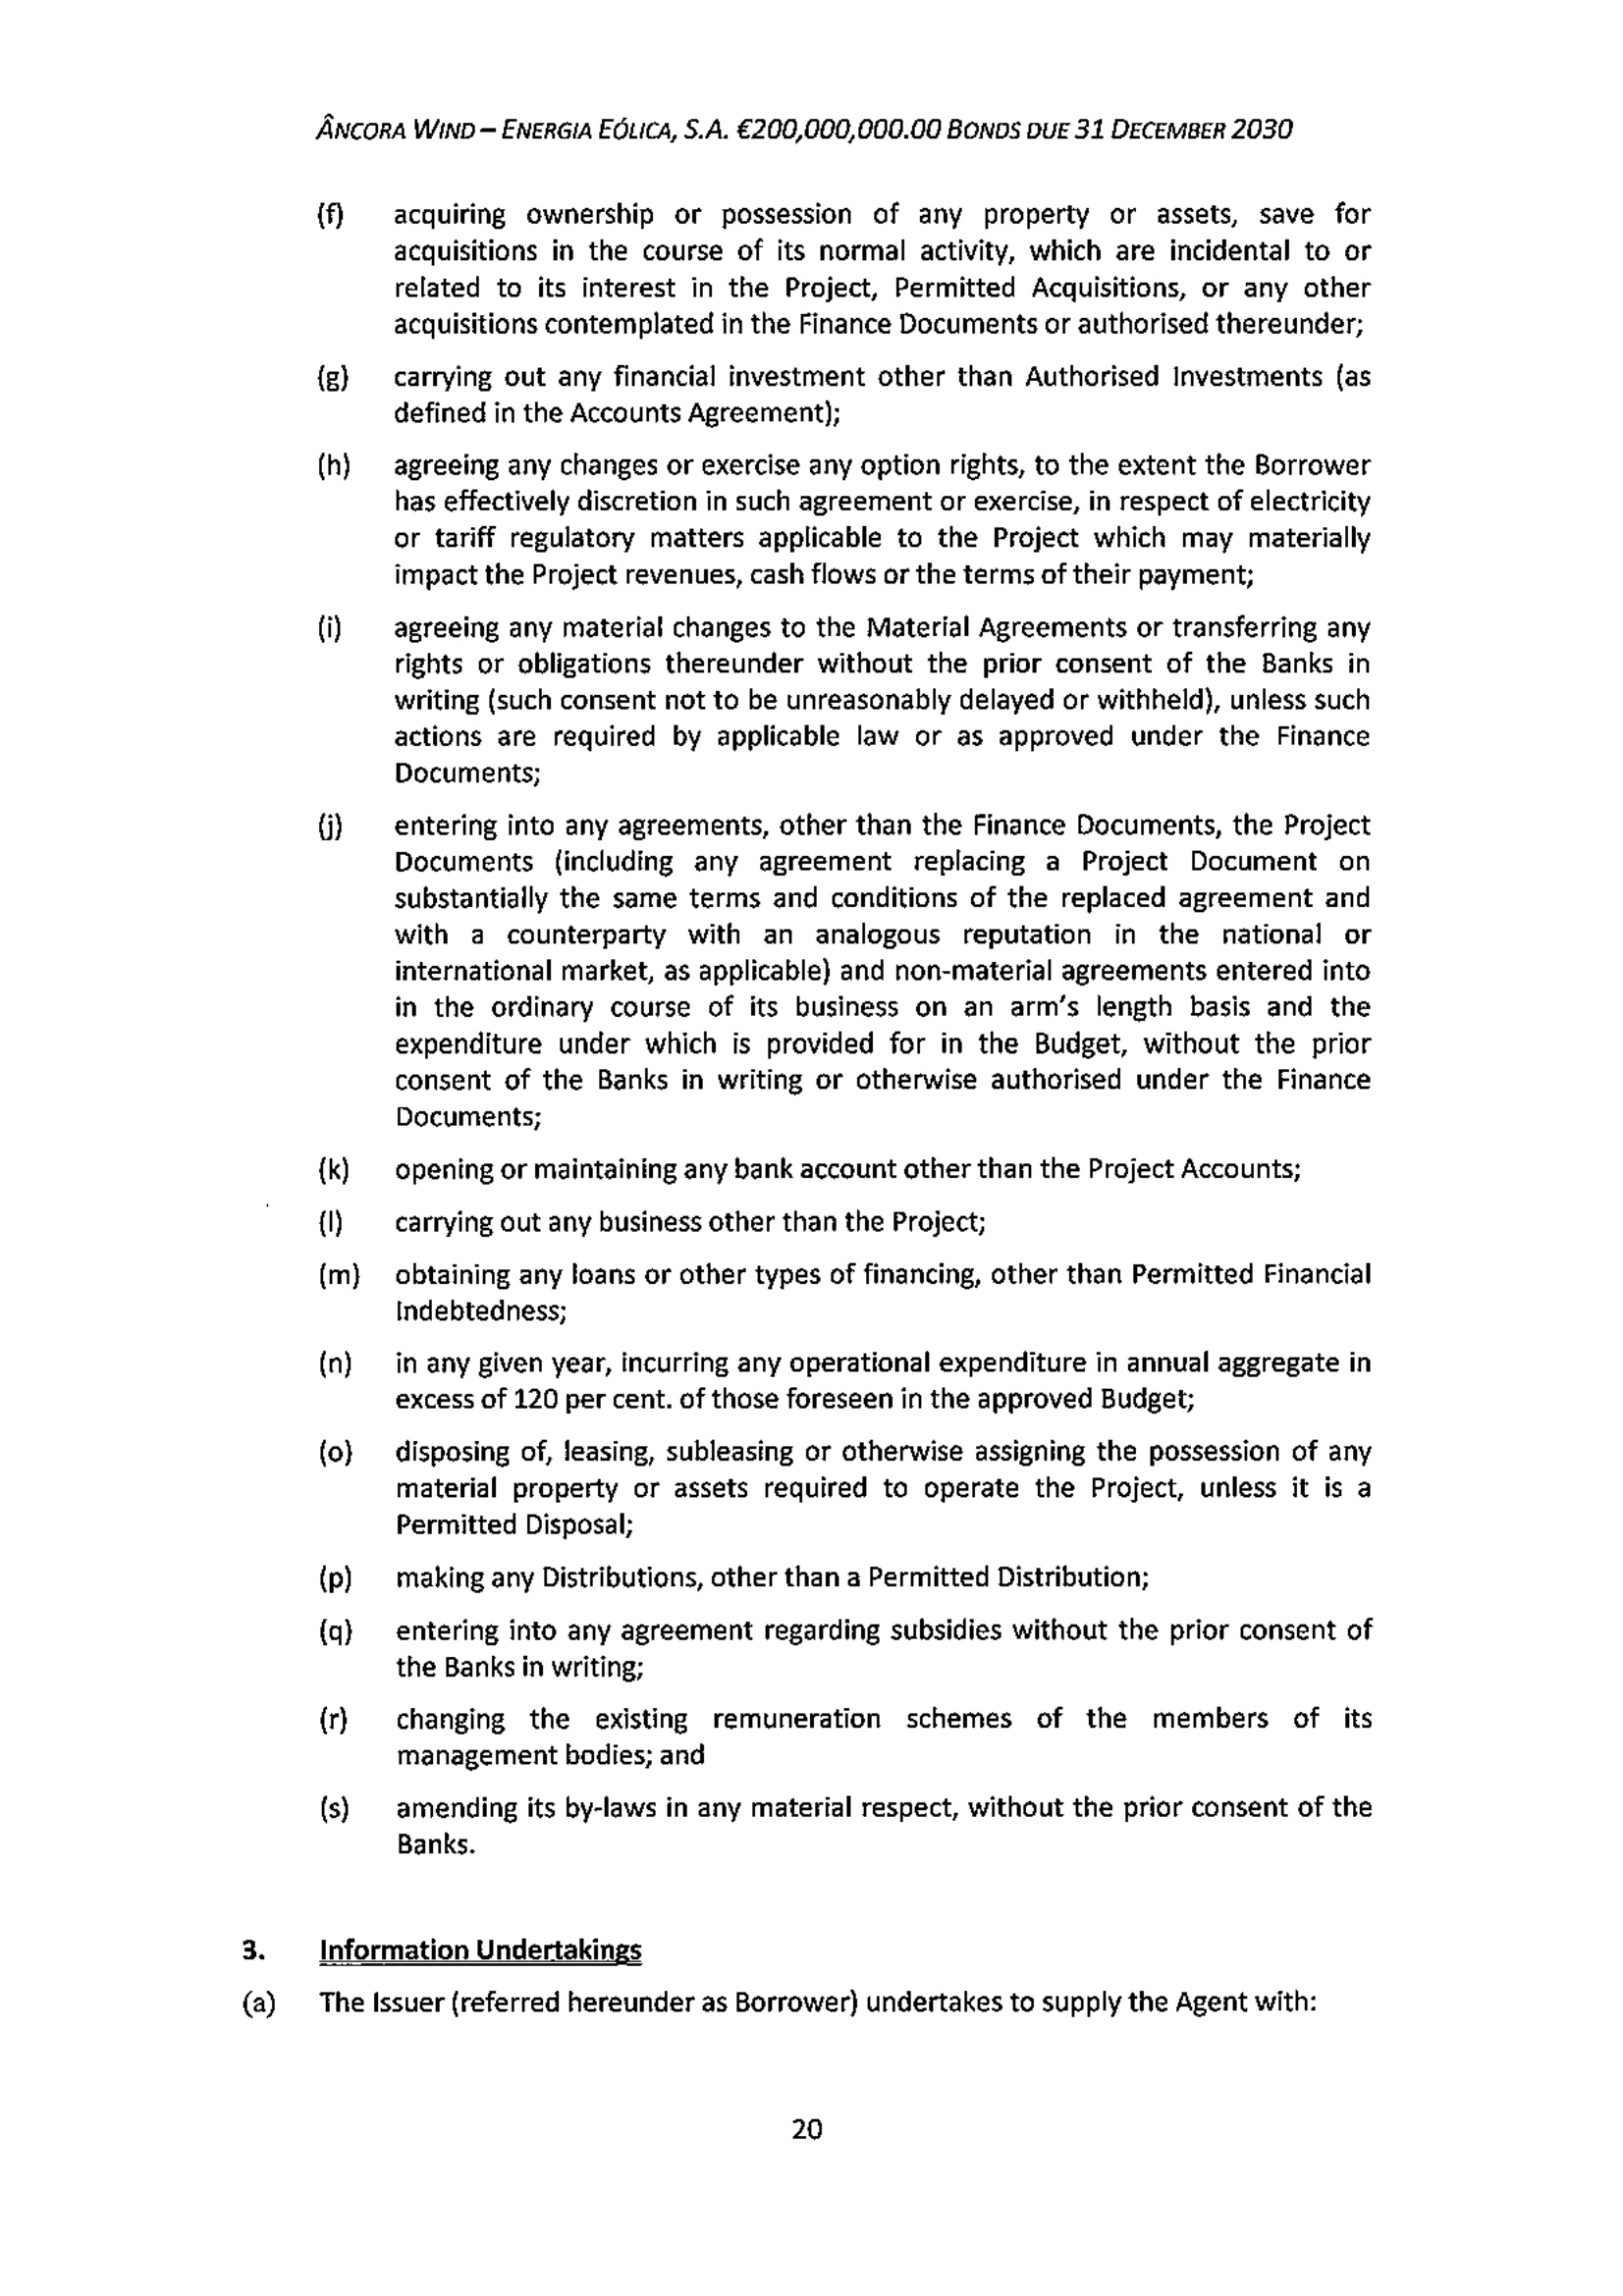 ÂNCORA WIND – ENERGIA EÓLICA, S.A. €200,000,000.00 BONDS DUE 31 DECEMBER 2030
(f) acquiring ownership or possession of any property or assets, save for
acquisitions in the course of its normal activity, which are incidental to or
related to its interest in the Project, Permitted Acquisitions, or any other
acquisitions contemplated in the Finance Documents or authorised thereunder;
(g) carrying out any financial investment other than Authorised Investments (as
defined in the Accounts Agreement);
(h) agreeing any changes or exercise any option rights, to the extent the Borrower
has effectively discretion in such agreement or exercise, in respect of electricity
or tariff regulatory matters applicable to the Project which may materially
impact the Project revenues, cash flows or the terms of their payment;
(i) agreeing any material changes to the Material Agreements or transferring any
rights or obligations thereunder without the prior consent of the Banks in
writing (such consent not to be unreasonably delayed or withheld), unless such
actions are required by applicable law or as approved under the Finance
Documents;
(j) entering into any agreements, other than the Finance Documents, the Project
Documents (including any agreement replacing a Project Document on
substantially the same terms and conditions of the replaced agreement and
with a counterparty with an analogous reputation in the national or
international market, as applicable) and non-material agreements entered into
in the ordinary course of its business on an arm's length basis and the
expenditure under which is provided for in the Budget, without the prior
consent of the Banks in writing or otherwise authorised under the Finance
Documents;
(k) opening or maintaining any bank account other than the Project Accounts;
(l) carrying out any business other than the Project;
(m) obtaining any loans or other types of financing, other than Permitted Financial
Indebtedness;
(n) in any given year, incurring any operational expenditure in annual aggregate in
excess of 120 per cent. of those foreseen in the approved Budget;
(o) disposing of, leasing, subleasing or otherwise assigning the possession of any
material property or assets required to operate the Project, unless it is a
Permitted Disposal;
(p) making any Distributions, other than a Permitted Distribution;
(q) entering into any agreement regarding subsidies without the prior consent of
the Banks in writing;
(r) changing the existing remuneration schemes of the members of its
management bodies; and
(s) amending its by-laws in any material respect, without the prior consent of the
Banks.
3. Information Undertakings
(a) The Issuer (referred hereunder as Borrower) undertakes to supply the Agent with:
20